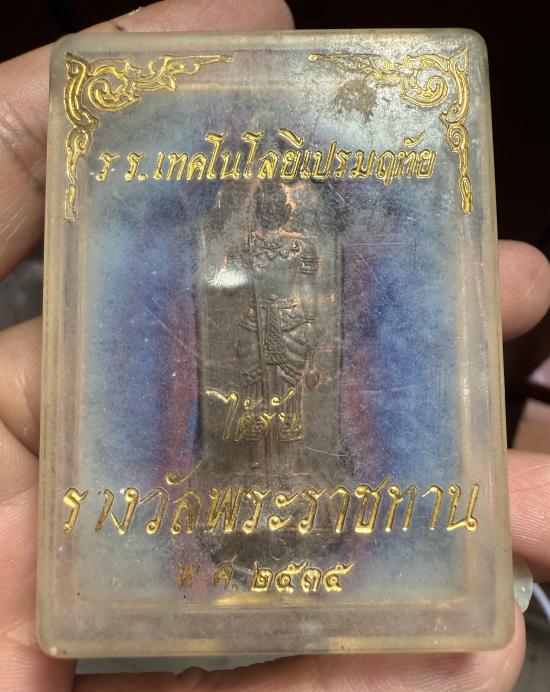 ร ร.เทคโนโลยีเปรมฤทัย
ได้รับ
รางวัลพระราชทาน
พ ศ. ๒๕๓๕